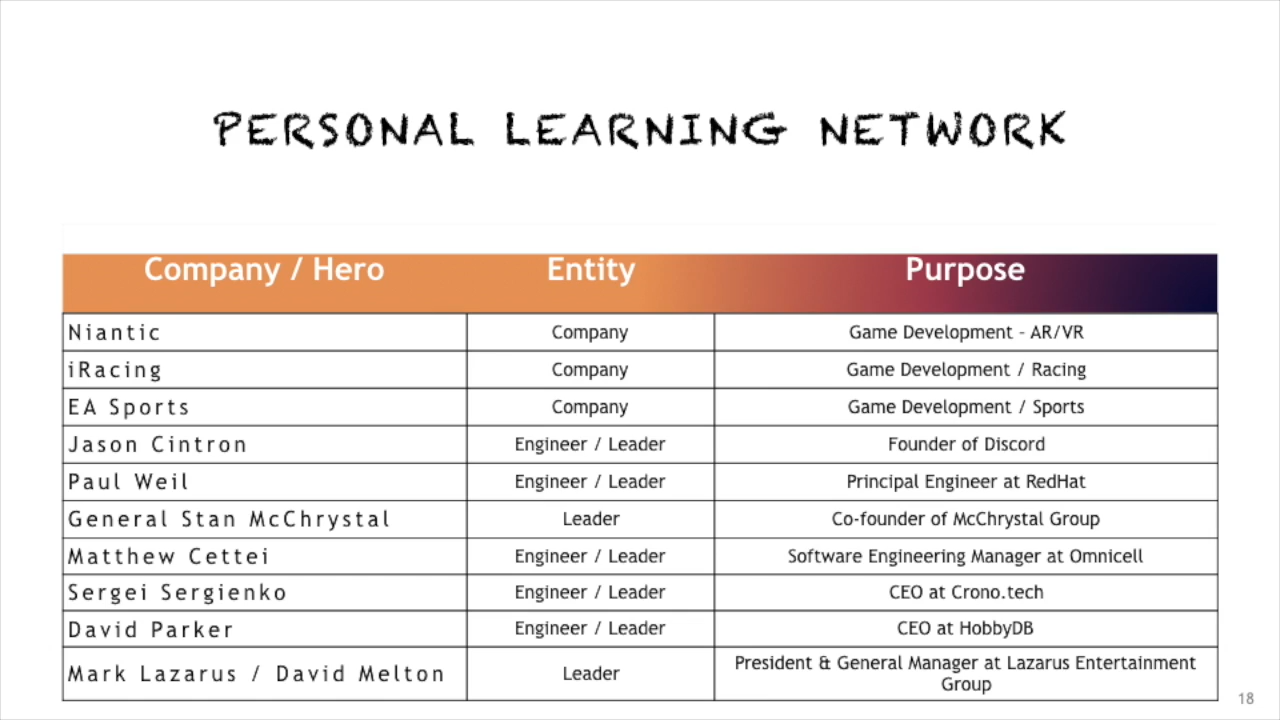 PERSONAL LEARNING NETWORK
Company / Hero Entity Purpose
Niantic Company Game Development - AR/VR
iRacing Company Game Development / Racing
EA Sports Company Game Development / Sports
Jason Cintron Engineer / Leader Founder of Discord
Paul Weil Engineer / Leader Principal Engineer at RedHat
General Stan McChrystal Leader Co-founder of McChrystal Group
Matthew Cettei Engineer / Leader Software Engineering Manager at Omnicell
Sergei Sergienko Engineer / Leader CEO at Crono.tech
David Parker Engineer / Leader CEO at HobbyDB
Mark Lazarus / David Melton Leader President & General Manager at Lazarus Entertainment
Group
18